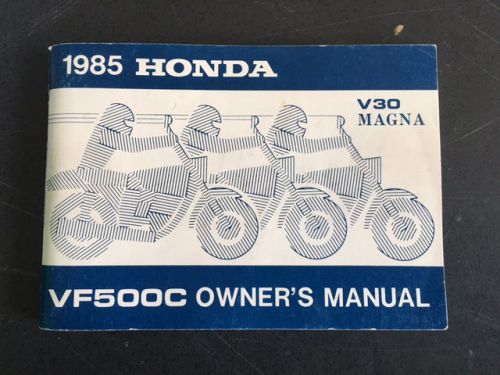 1985 HONDA
V30
MAGNA
VF500C OWNER'S MANUAL